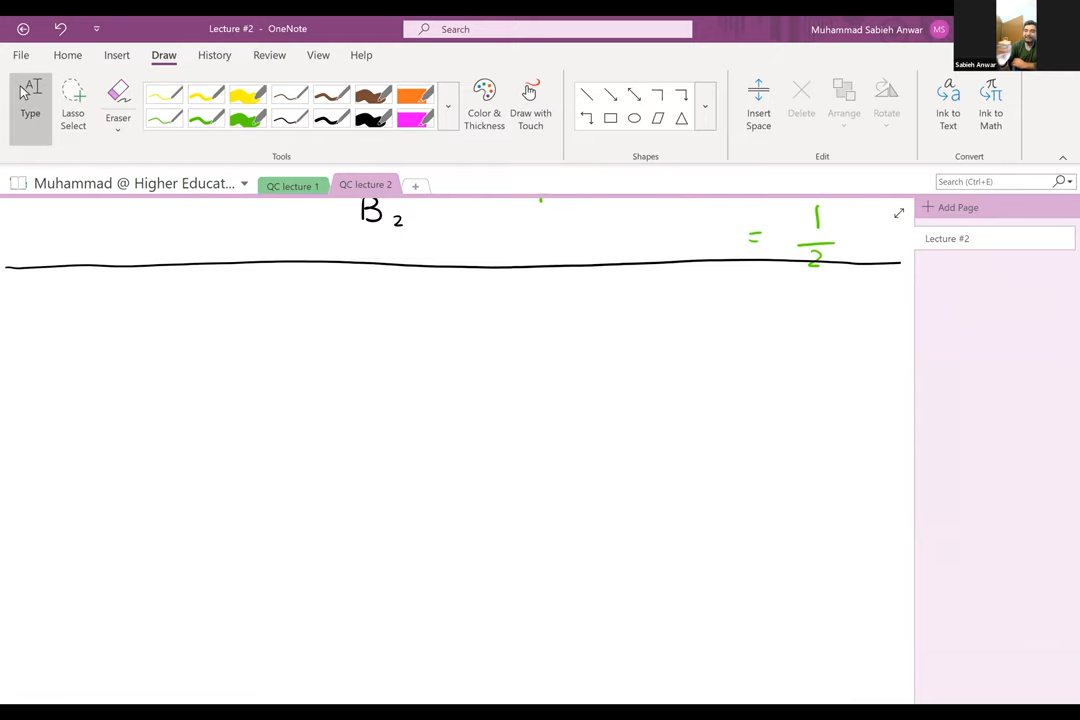 Lecture #2 - OneNote
Search
Muhammad Sabieh Anwar
MS
Sabieh Anwar
File
Home
Insert
Draw
History
Review
View
Help
Type
Lasso
Select
Eraser
Color &
Thickness
Draw with
Touch
Insert
Space
Delete
Arrange
Rotate
Ink to
Text
Ink to
Math
Tools
Shapes
Edit
Convert
Muhammad @ Higher Educat...
QC lecture 1
QC lecture 2
Search (Ctrl+E)
Add Page
Lecture #2
B₂
= 1/2